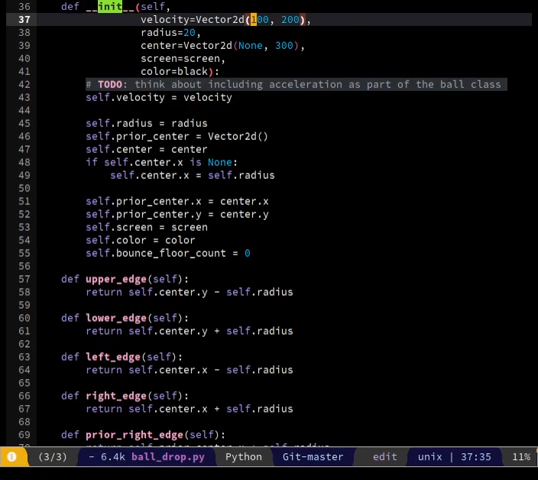 36 def __init__(self,
37 velocity=Vector2d(100, 200),
38 radius=20,
39 center=Vector2d(None, 300),
40 screen=screen,
41 color=black):
42 # TODO: think about including acceleration as part of the ball class
43 self.velocity = velocity
44
45 self.radius = radius
46 self.prior_center = Vector2d()
47 self.center = center
48 if self.center.x is None:
49 self.center.x = self.radius
50
51 self.prior_center.x = center.x
52 self.prior_center.y = center.y
53 self.screen = screen
54 self.color = color
55 self.bounce_floor_count = 0
56
57 def upper_edge(self):
58 return self.center.y - self.radius
59
60 def lower_edge(self):
61 return self.center.y + self.radius
62
63 def left_edge(self):
64 return self.center.x - self.radius
65
66 def right_edge(self):
67 return self.center.x + self.radius
68
69 def prior_right_edge(self):
(3/3) - 6.4k ball_drop.py Python Git-master edit unix | 37:35 11%